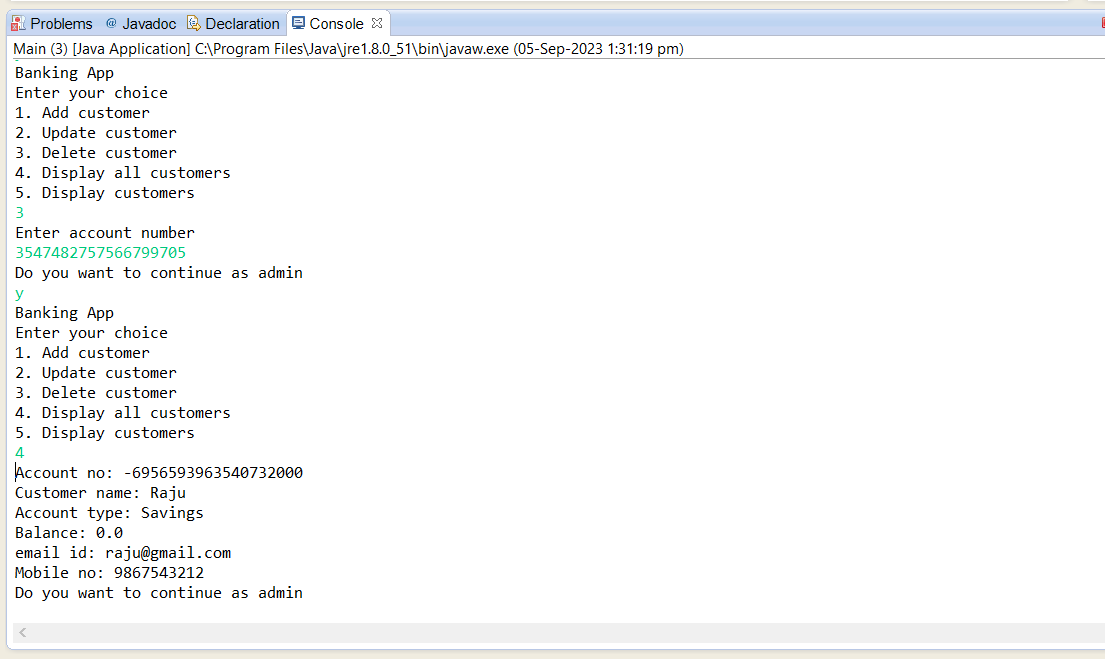 Problems @ Javadoc Declaration Console
Main (3) [Java Application] C:\Program Files\Java\jre1.8.0_51\bin\javaw.exe (05-Sep-2023 1:31:19 pm)
Banking App
Enter your choice
1. Add customer
2. Update customer
3. Delete customer
4. Display all customers
5. Display customers
3
Enter account number
3547482757566799705
Do you want to continue as admin
y
Banking App
Enter your choice
1. Add customer
2. Update customer
3. Delete customer
4. Display all customers
5. Display customers
4
Account no: -6956593963540732000
Customer name: Raju
Account type: Savings
Balance: 0.0
email id: raju@gmail.com
Mobile no: 9867543212
Do you want to continue as admin